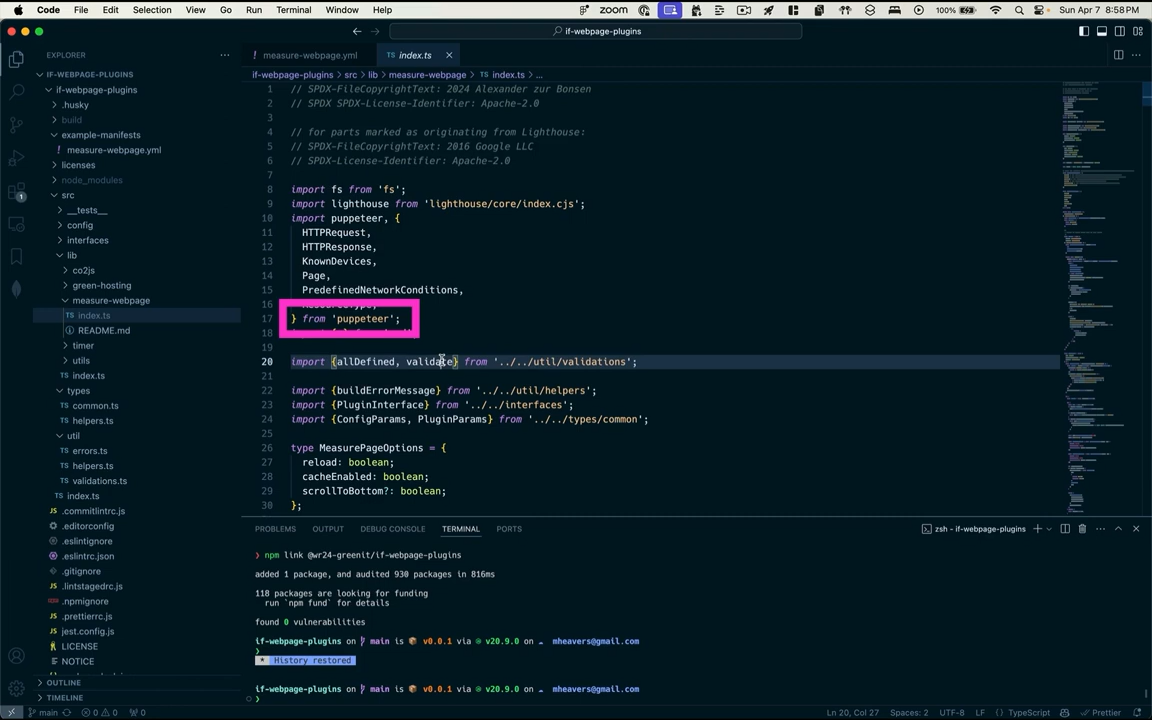 Code File Edit Selection View Go Run Terminal Window Help zoom 100% Sun Apr 7 8:58 PM
if-webpage-plugins
EXPLORER
IF-WEBPAGE-PLUGINS
if-webpage-plugins
.husky
build
example-manifests
measure-webpage.yml
licenses
node_modules
src
__tests__
config
interfaces
lib
co2js
green-hosting
measure-webpage
index.ts
README.md
timer
utils
index.ts
types
common.ts
helpers.ts
util
errors.ts
helpers.ts
validations.ts
index.ts
.commitlintrc.js
.editorconfig
.eslintignore
.eslintrc.json
.gitignore
.lintstagedrc.js
.npmignore
.prettierrc.js
jest.config.js
LICENSE
NOTICE
OUTLINE
TIMELINE
1
measure-webpage.yml index.ts
if-webpage-plugins > src > lib > measure-webpage > TS index.ts > ...
1 // SPDX-FileCopyrightText: 2024 Alexander zur Bonsen
2 // SPDX SPDX-License-Identifier: Apache-2.0
3
4 // for parts marked as originating from Lighthouse:
5 // SPDX-FileCopyrightText: 2016 Google LLC
6 // SPDX-License-Identifier: Apache-2.0
7
8 import fs from 'fs';
9 import lighthouse from 'lighthouse/core/index.cjs';
10 import puppeteer, {
11 HTTPRequest,
12 HTTPResponse,
13 KnownDevices,
14 Page,
15 PredefinedNetworkConditions,
16
17 } from 'puppeteer';
18
19
20 import {allDefined, validate} from '../../util/validations';
21
22 import {buildErrorMessage} from '../../util/helpers';
23 import {PluginInterface} from '../../interfaces';
24 import {ConfigParams, PluginParams} from '../../types/common';
25
26 type MeasurePageOptions = {
27 reload: boolean;
28 cacheEnabled: boolean;
29 scrollToBottom?: boolean;
30 };
PROBLEMS OUTPUT DEBUG CONSOLE TERMINAL PORTS zsh - if-webpage-plugins
❯ npm link @wr24-greenit/if-webpage-plugins
added 1 package, and audited 930 packages in 816ms
118 packages are looking for funding
run `npm fund` for details
found 0 vulnerabilities
if-webpage-plugins on main is v0.0.1 via v20.9.0 on mheavers@gmail.com
❯
* History restored
if-webpage-plugins on main is v0.0.1 via v20.9.0 on mheavers@gmail.com
❯
main 0 0 0 Ln 20, Col 27 Spaces: 2 UTF-8 LF TypeScript Prettier